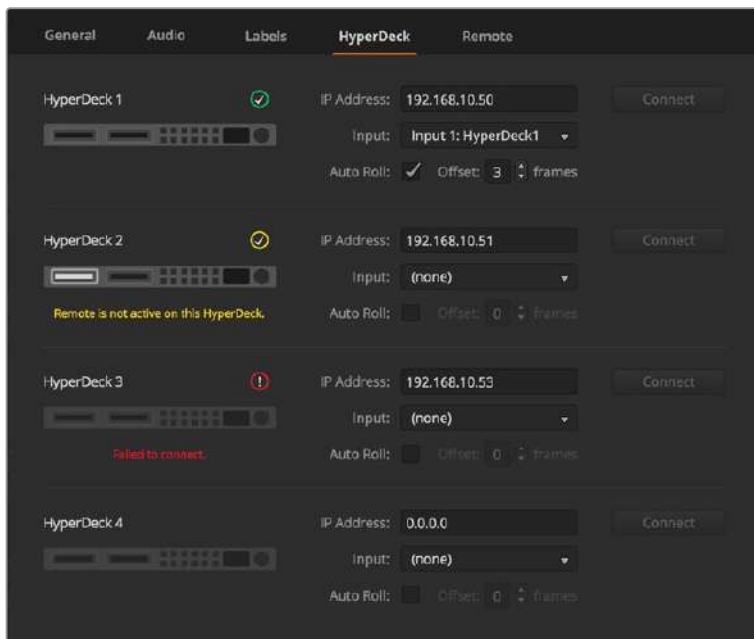 General Audio Labels HyperDeck Remote
HyperDeck 1 IP Address: 192.168.10.50 Connect
Input: Input 1: HyperDeck1
Auto Roll: Offset: 3 frames
HyperDeck 2 IP Address: 192.168.10.51 Connect
Input: (none)
Remote is not active on this HyperDeck. Auto Roll: Offset: 0 frames
HyperDeck 3 IP Address: 192.168.10.53 Connect
Input: (none)
Failed to connect. Auto Roll: Offset: 0 frames
HyperDeck 4 IP Address: 0.0.0.0 Connect
Input: (none)
Auto Roll: Offset: 0 frames